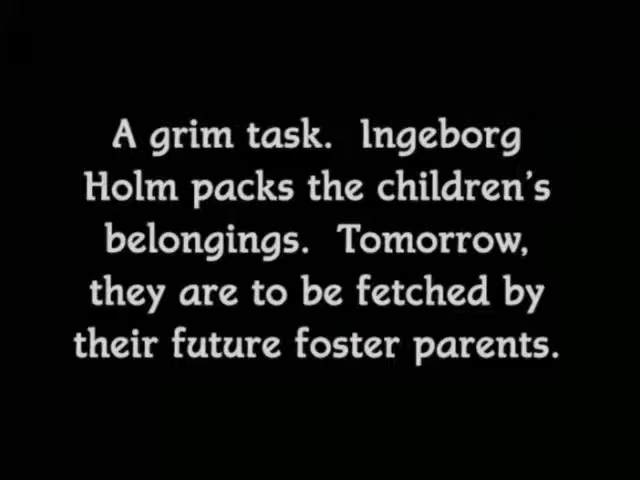 A grim task. Ingeborg
Holm packs the children's
belongings. Tomorrow,
they are to be fetched by
their future foster parents.